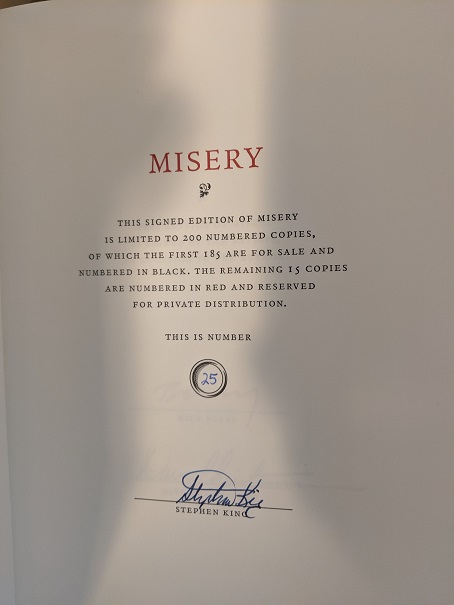 MISERY
THIS SIGNED EDITION OF MISERY
IS LIMITED TO 200 NUMBERED COPIES,
OF WHICH THE FIRST 185 ARE FOR SALE AND
NUMBERED IN BLACK. THE REMAINING 15 COPIES
ARE NUMBERED IN RED AND RESERVED
FOR PRIVATE DISTRIBUTION.
THIS IS NUMBER
25
Stephen King
STEPHEN KING